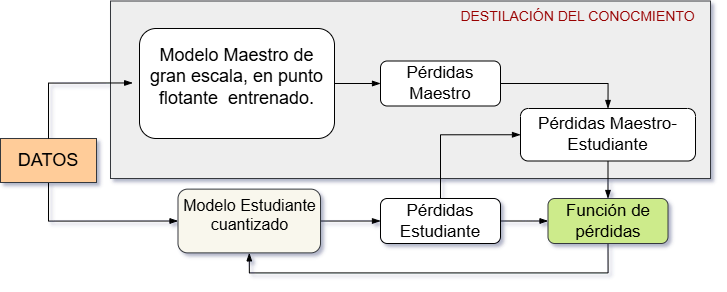 DESTILACIÓN DEL CONOCMIENTO
Modelo Maestro de
gran escala, en punto
flotante entrenado.
Pérdidas
Maestro
Pérdidas Maestro-
Estudiante
DATOS
Modelo Estudiante
cuantizado
Pérdidas
Estudiante
Función de
pérdidas